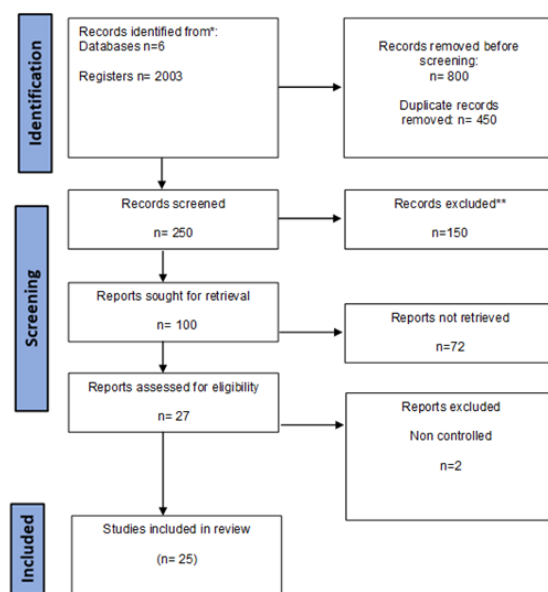 Identification
Records identified from*:
Databases n=6
Registers n= 2003
Records removed before
screening:
n= 800
Duplicate records
removed: n= 450
Screening
Records screened
n= 250
Records excluded**
n=150
Reports sought for retrieval
n= 100
Reports not retrieved
n=72
Reports assessed for eligibility
n= 27
Reports excluded
Non controlled
n=2
Included
Studies included in review
(n= 25)